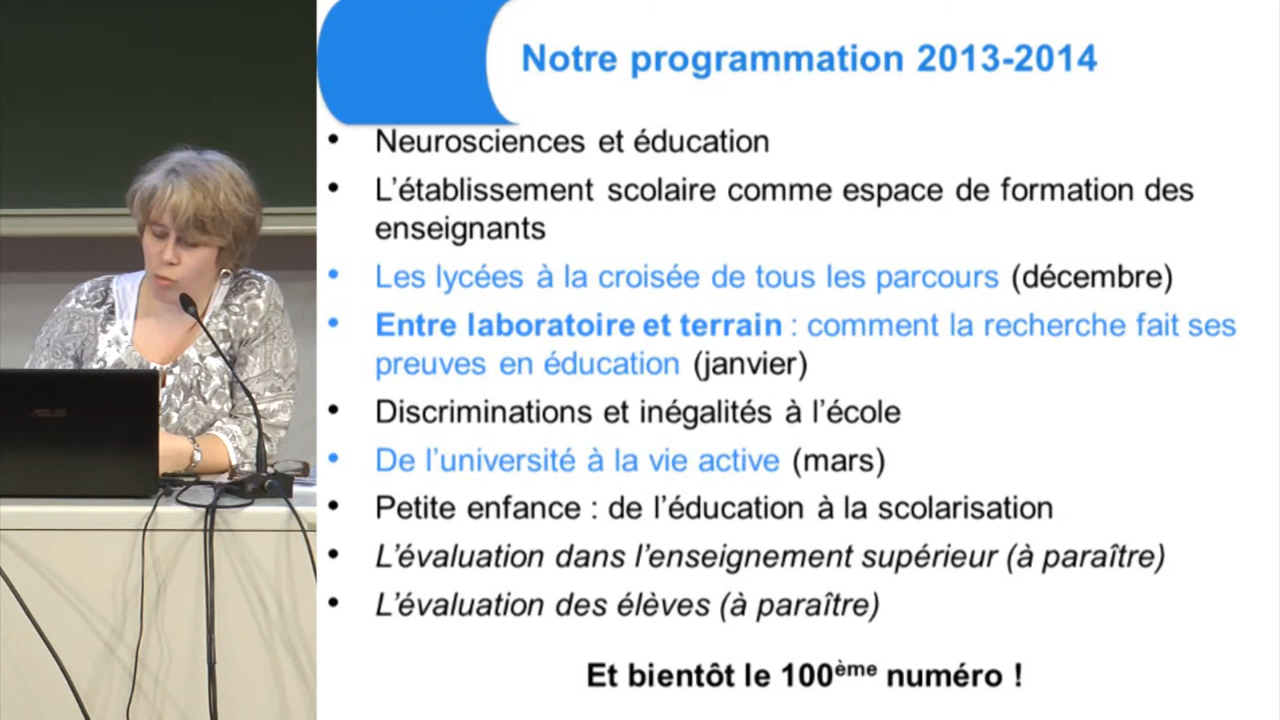 Notre programmation 2013-2014
• Neurosciences et éducation
• L’établissement scolaire comme espace de formation des
enseignants
• Les lycées à la croisée de tous les parcours (décembre)
• Entre laboratoire et terrain : comment la recherche fait ses
preuves en éducation (janvier)
• Discriminations et inégalités à l’école
• De l’université à la vie active (mars)
• Petite enfance : de l’éducation à la scolarisation
• L’évaluation dans l’enseignement supérieur (à paraître)
• L’évaluation des élèves (à paraître)
Et bientôt le 100ème numéro !
ASUS